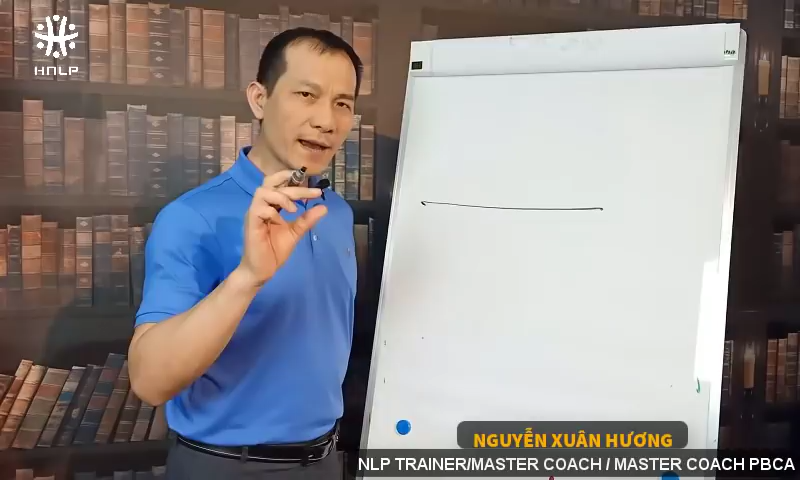 HNLP
NGUYỄN XUÂN HƯƠNG
NLP TRAINER/MASTER COACH / MASTER COACH PBCA